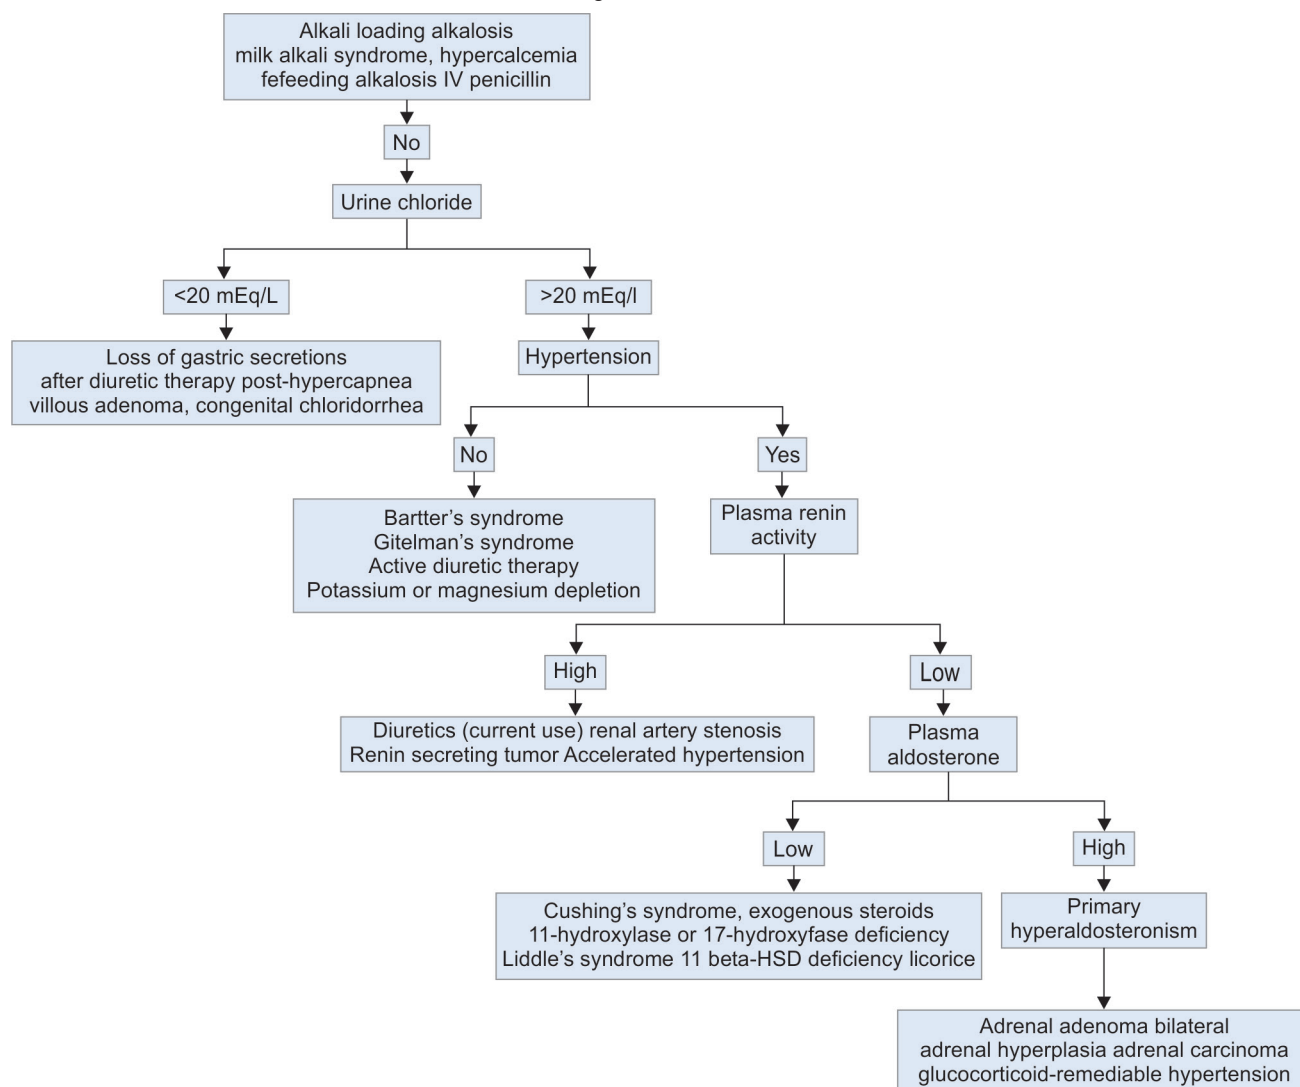 Alkali loading alkalosis
milk alkali syndrome, hypercalcemia
fefeeding alkalosis IV penicillin
No
Urine chloride
<20 mEq/L
>20 mEq/l
Loss of gastric secretions
after diuretic therapy post-hypercapnea
villous adenoma, congenital chloridorrhea
Hypertension
No
Yes
Bartter’s syndrome
Gitelman’s syndrome
Active diuretic therapy
Potassium or magnesium depletion
Plasma renin
activity
High
Low
Diuretics (current use) renal artery stenosis
Renin secreting tumor Accelerated hypertension
Plasma
aldosterone
Low
High
Cushing’s syndrome, exogenous steroids
11-hydroxylase or 17-hydroxyfase deficiency
Liddle’s syndrome 11 beta-HSD deficiency licorice
Primary
hyperaldosteronism
Adrenal adenoma bilateral
adrenal hyperplasia adrenal carcinoma
glucocorticoid-remediable hypertension